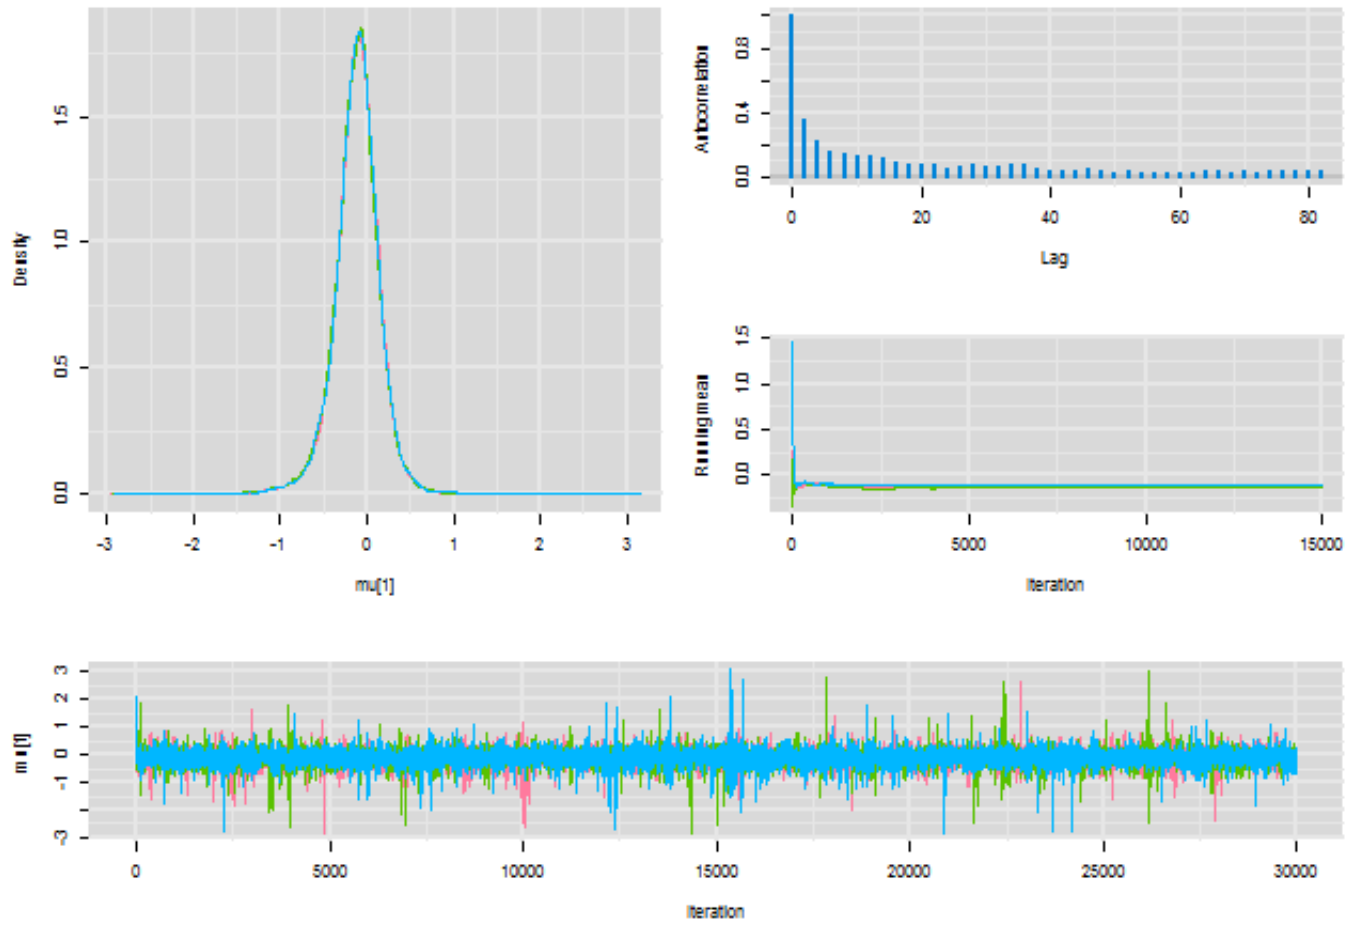 Density
0.0 0.5 1.0 1.5
-3 -2 -1 0 1 2 3
mu[1]
Autocorrelation
0.0 0.4 0.8
0 20 40 60 80
Lag
Running mean
0.0 0.5 1.0 1.5
0 5000 10000 15000
Iteration
mu[1]
-3 -1 0 1 2 3
0 5000 10000 15000 20000 25000 30000
Iteration